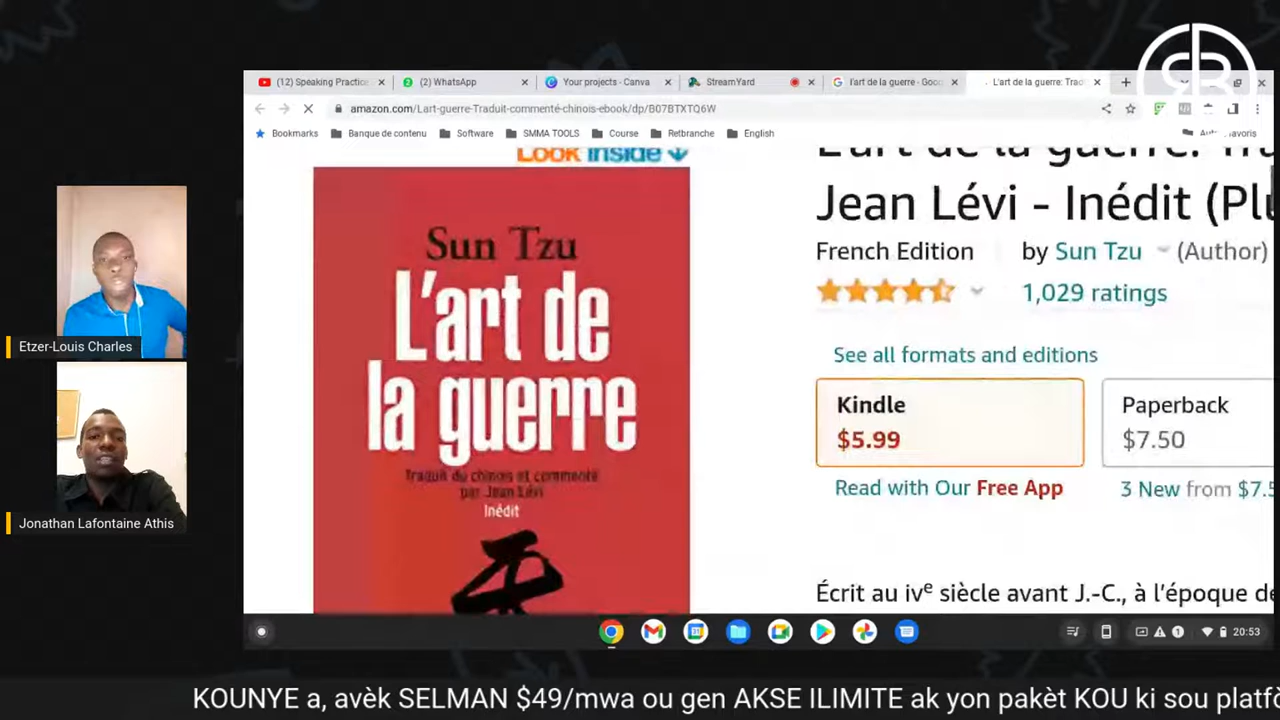 (12) Speaking Practice
(2) WhatsApp
Your projects - Canva
StreamYard
l'art de la guerre - Goo
L'art de la guerre: Trad
amazon.com/Lart-guerre-Traduit-commenté-chinois-ebook/dp/B07BTXTQ6W
Bookmarks
Banque de contenu
Software
SMMA TOOLS
Course
Retbranche
English
Look inside
Sun Tzu
L'art de
la guerre
Traduit du chinois et commenté
par Jean Lévi
Inédit
L'art de la guerre: Tra
Jean Lévi - Inédit (Plu
French Edition by Sun Tzu (Author)
1,029 ratings
See all formats and editions
Kindle
$5.99
Read with Our Free App
Paperback
$7.50
3 New from $7.5
Écrit au ivᵉ siècle avant J.-C., à l'époque de
Etzer-Louis Charles
Jonathan Lafontaine Athis
20:53
KOUNYE a, avèk SELMAN $49/mwa ou gen AKSE ILIMITE ak yon pakèt KOU ki sou platfò